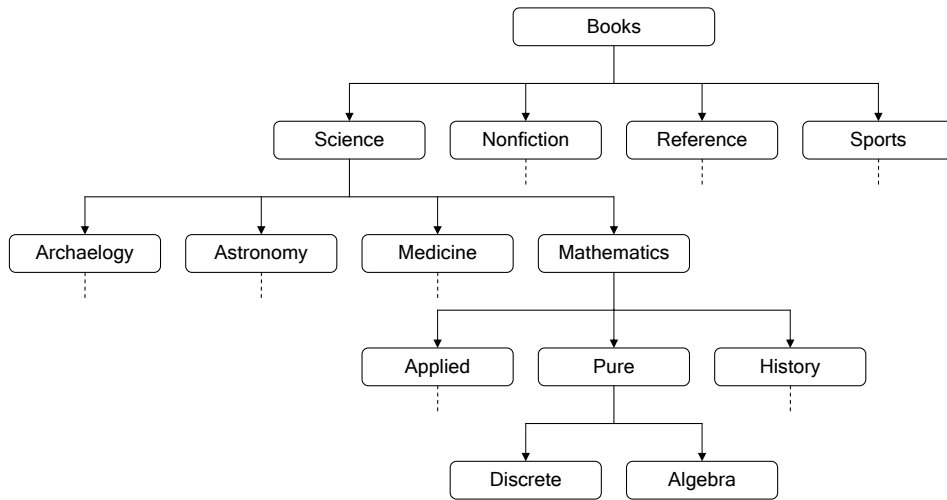 Books
Science Nonfiction Reference Sports
Archaelogy Astronomy Medicine Mathematics
Applied Pure History
Discrete Algebra